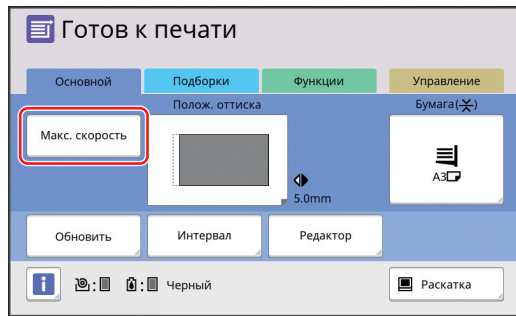 Готов к печати
Основной
Подборки
Функции
Управление
Полож. оттиска
Бумага(⚹)
Макс. скорость
5.0mm
A3
Обновить
Интервал
Редактор
i
Черный
Раскатка